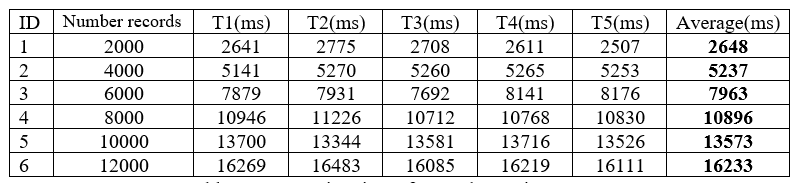 ID Number records T1(ms) T2(ms) T3(ms) T4(ms) T5(ms) Average(ms)
1 2000 2641 2775 2708 2611 2507 2648
2 4000 5141 5270 5260 5265 5253 5237
3 6000 7879 7931 7692 8141 8176 7963
4 8000 10946 11226 10712 10768 10830 10896
5 10000 13700 13344 13581 13716 13526 13573
6 12000 16269 16483 16085 16219 16111 16233